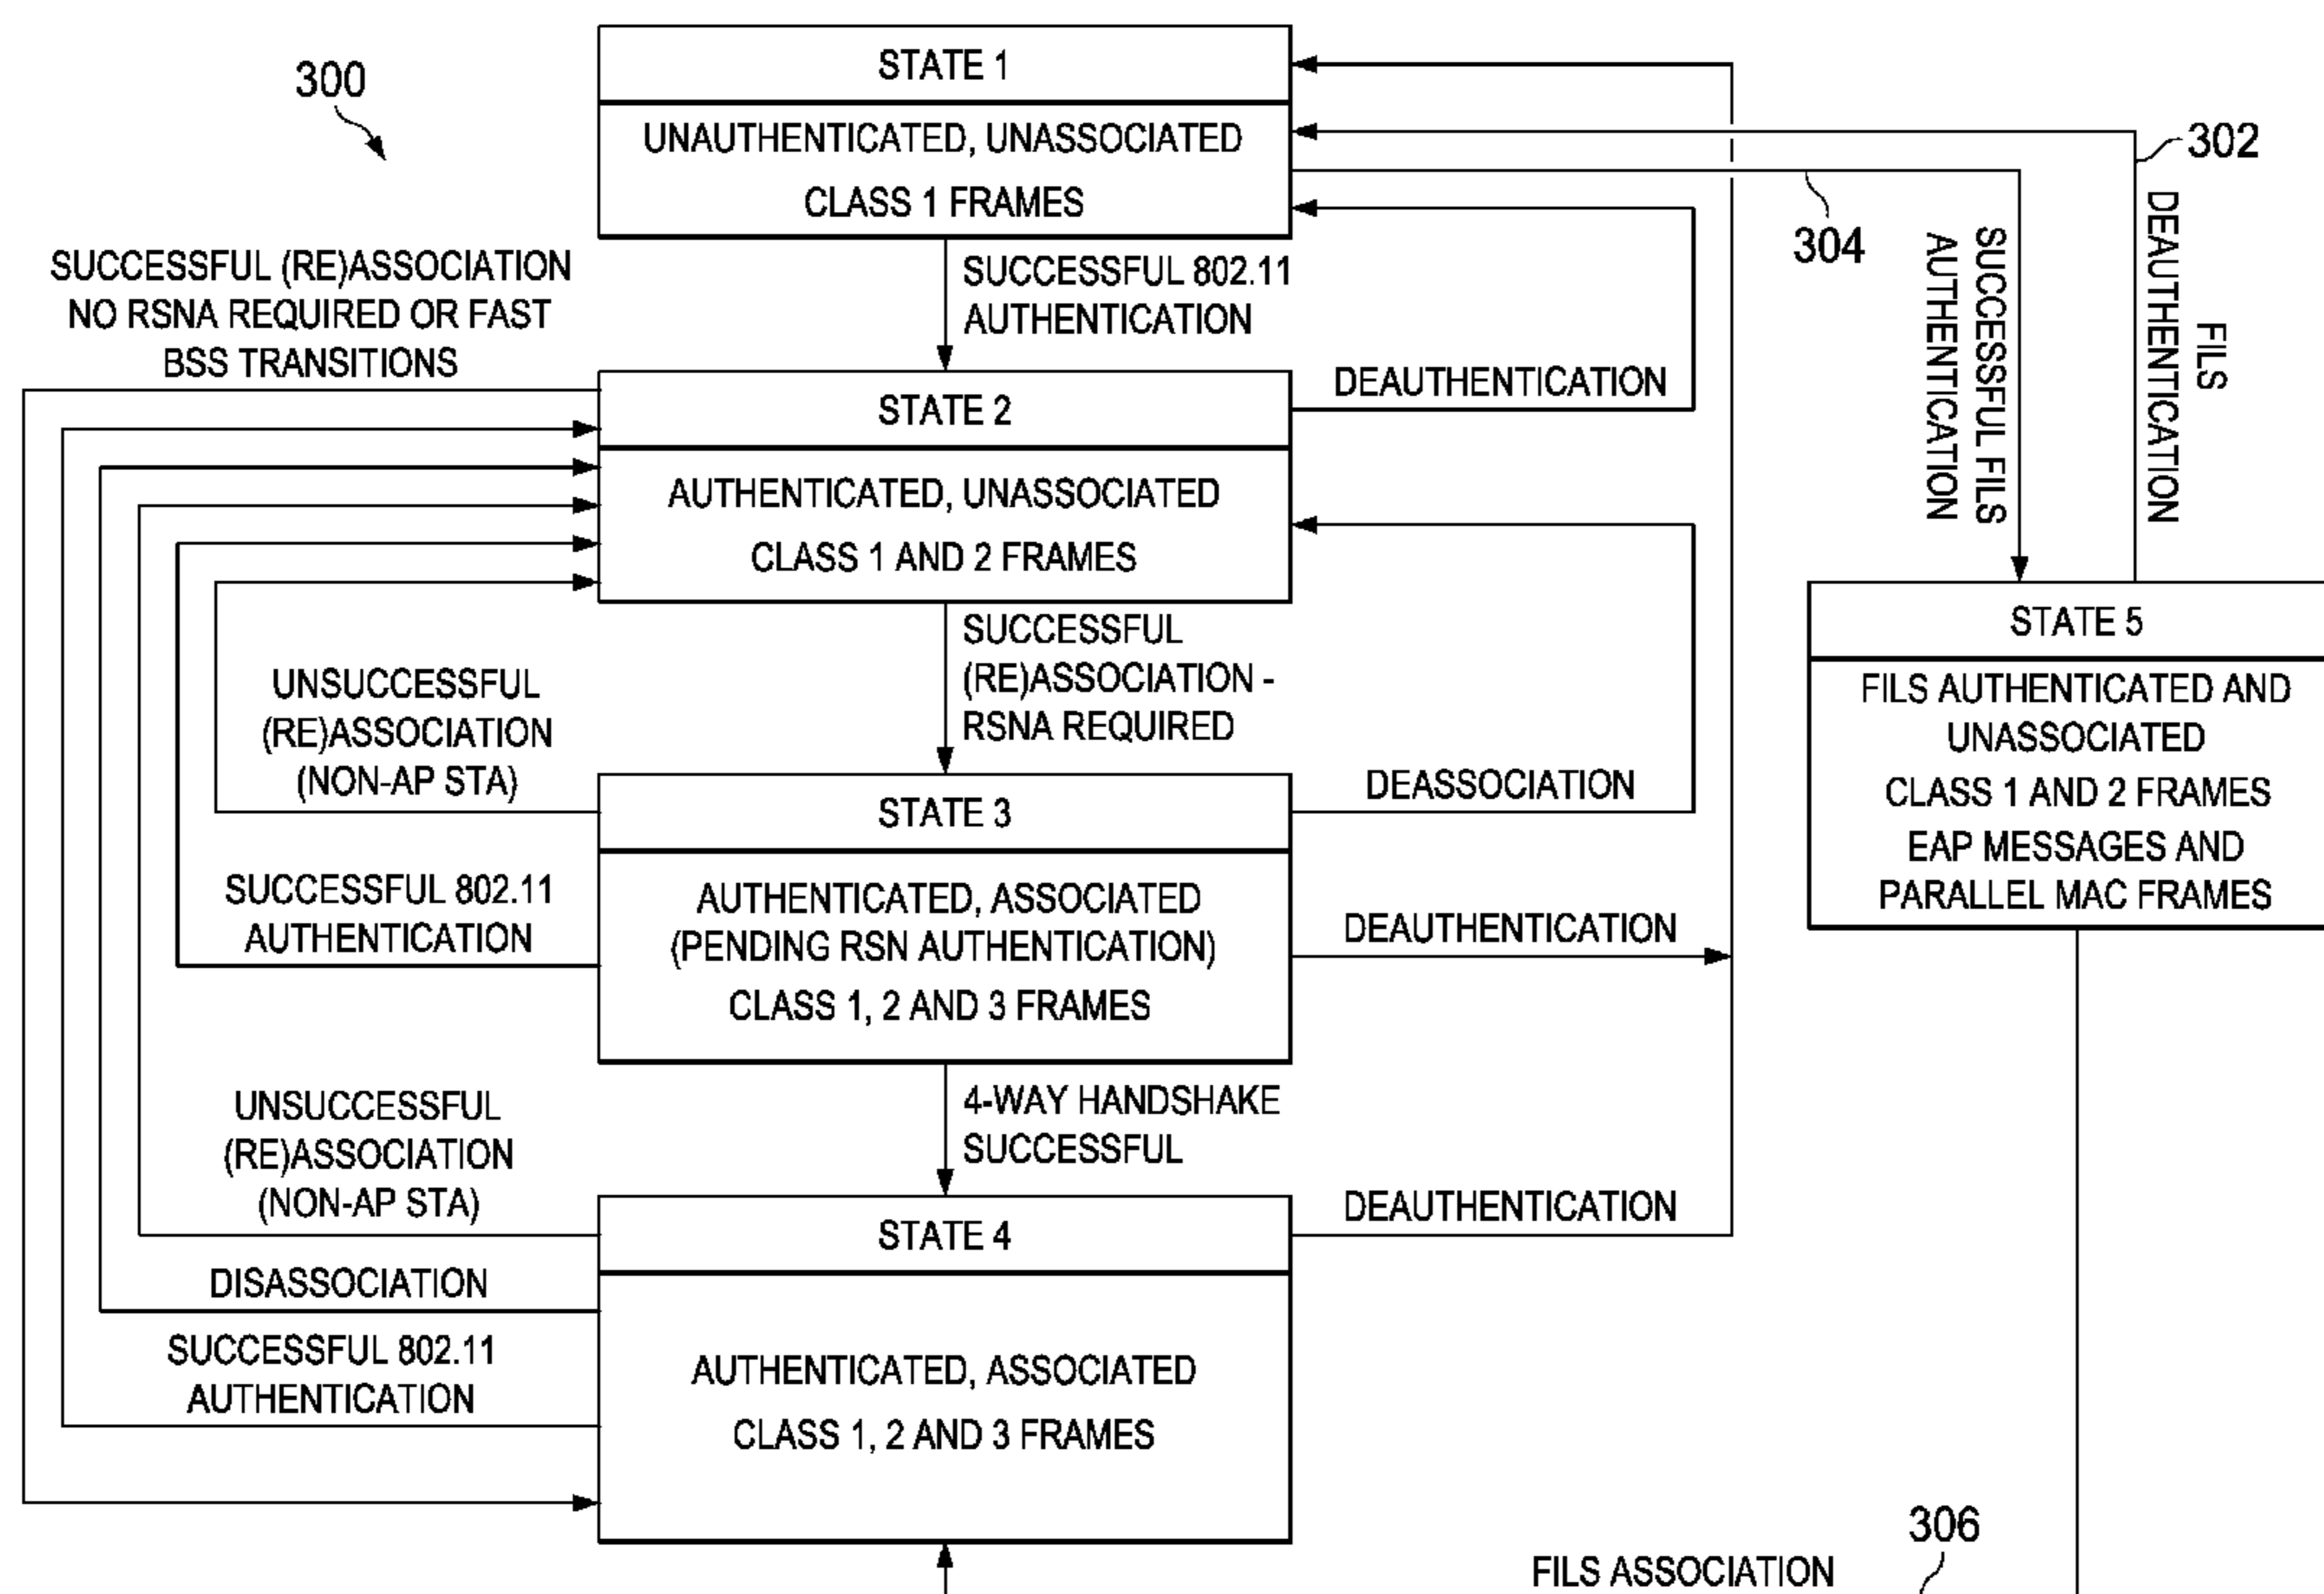 300
STATE 1
UNAUTHENTICATED, UNASSOCIATED
CLASS 1 FRAMES
302
304
SUCCESSFUL (RE)ASSOCIATION
NO RSNA REQUIRED OR FAST
BSS TRANSITIONS
SUCCESSFUL 802.11
AUTHENTICATION
SUCCESSFUL FILS
AUTHENTICATION
FILS
DEAUTHENTICATION
STATE 2
AUTHENTICATED, UNASSOCIATED
CLASS 1 AND 2 FRAMES
DEAUTHENTICATION
SUCCESSFUL
(RE)ASSOCIATION -
RSNA REQUIRED
STATE 5
FILS AUTHENTICATED AND
UNASSOCIATED
CLASS 1 AND 2 FRAMES
EAP MESSAGES AND
PARALLEL MAC FRAMES
UNSUCCESSFUL
(RE)ASSOCIATION
(NON-AP STA)
STATE 3
AUTHENTICATED, ASSOCIATED
(PENDING RSN AUTHENTICATION)
CLASS 1, 2 AND 3 FRAMES
DEASSOCIATION
SUCCESSFUL 802.11
AUTHENTICATION
DEAUTHENTICATION
4-WAY HANDSHAKE
SUCCESSFUL
UNSUCCESSFUL
(RE)ASSOCIATION
(NON-AP STA)
STATE 4
AUTHENTICATED, ASSOCIATED
CLASS 1, 2 AND 3 FRAMES
DEAUTHENTICATION
DISASSOCIATION
SUCCESSFUL 802.11
AUTHENTICATION
306
FILS ASSOCIATION